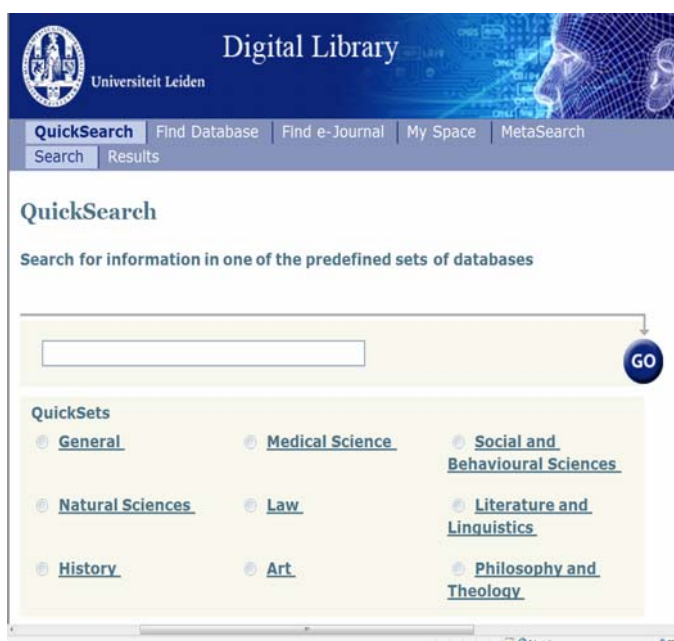 Digital Library
Universiteit Leiden
QuickSearch Find Database Find e-Journal My Space MetaSearch
Search Results
QuickSearch
Search for information in one of the predefined sets of databases
GO
QuickSets
General Medical Science Social and
Behavioural Sciences
Natural Sciences Law Literature and
Linguistics
History Art Philosophy and
Theology